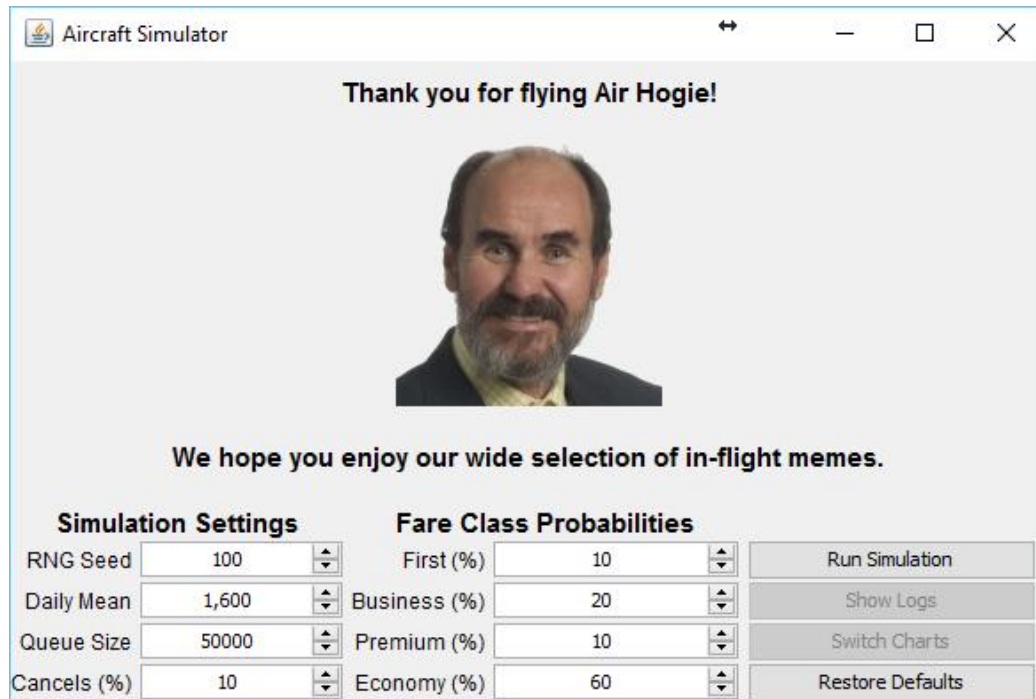 Aircraft Simulator
Thank you for flying Air Hogie!
We hope you enjoy our wide selection of in-flight memes.
Simulation Settings Fare Class Probabilities
RNG Seed 100 First (%) 10 Run Simulation
Daily Mean 1,600 Business (%) 20 Show Logs
Queue Size 50000 Premium (%) 10 Switch Charts
Cancels (%) 10 Economy (%) 60 Restore Defaults